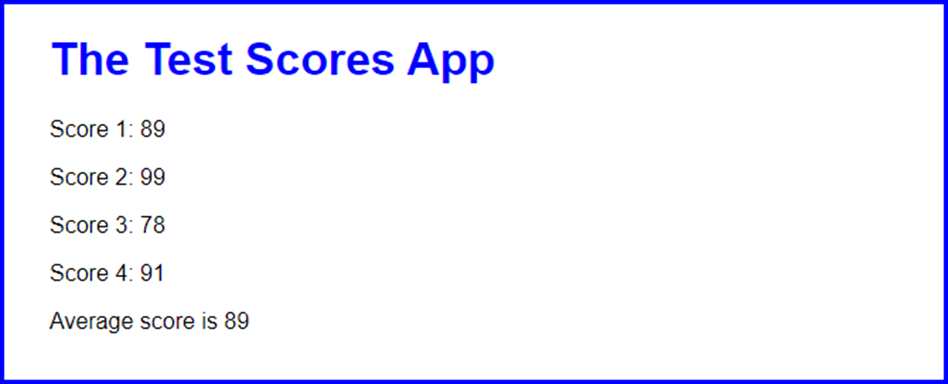 The Test Scores App
Score 1: 89
Score 2: 99
Score 3: 78
Score 4: 91
Average score is 89